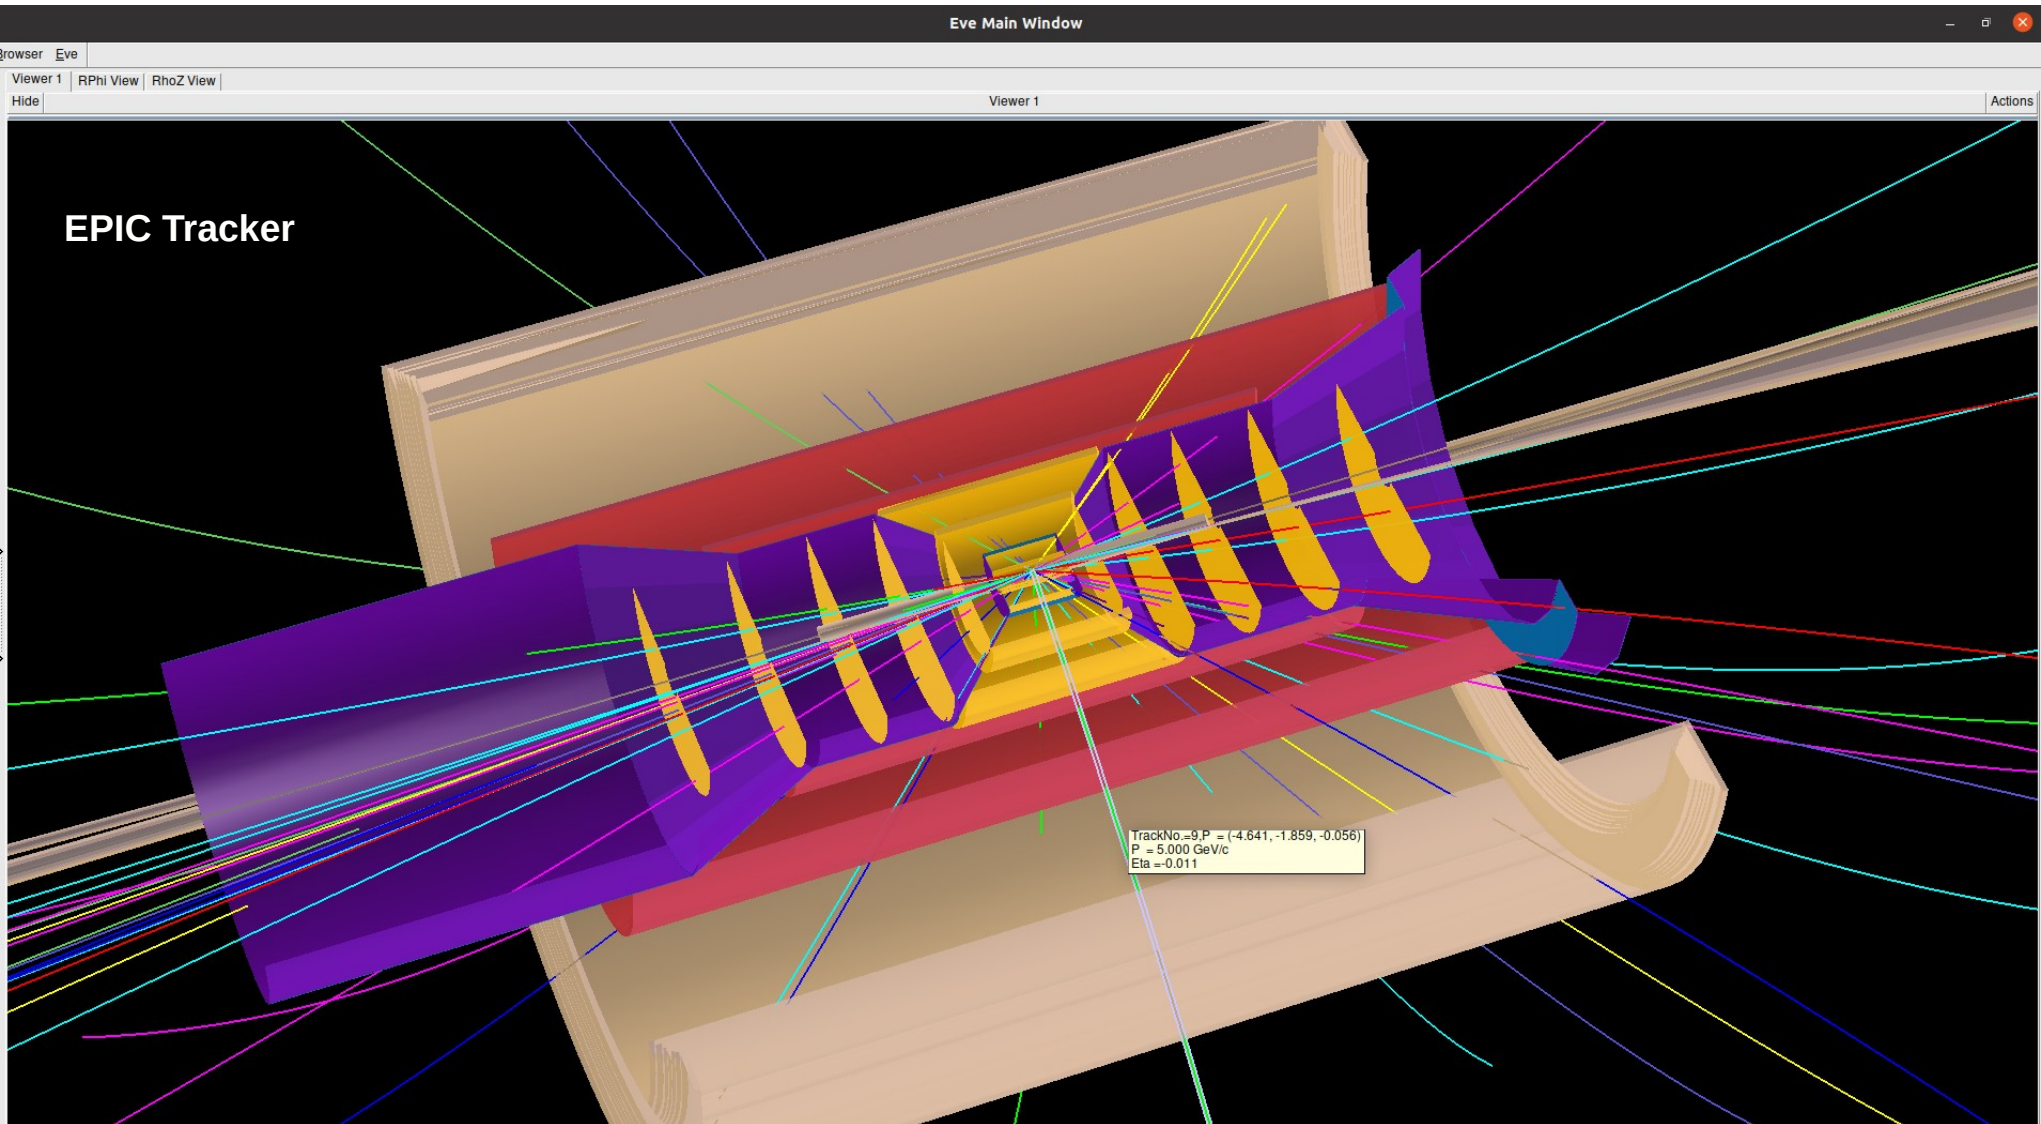 Eve Main Window
Browser Eve
Viewer 1 RPhi View RhoZ View
Hide Viewer 1 Actions
EPIC Tracker
TrackNo.=9,P = (-4.641, -1.859, -0.056)
P = 5.000 GeV/c
Eta =-0.011